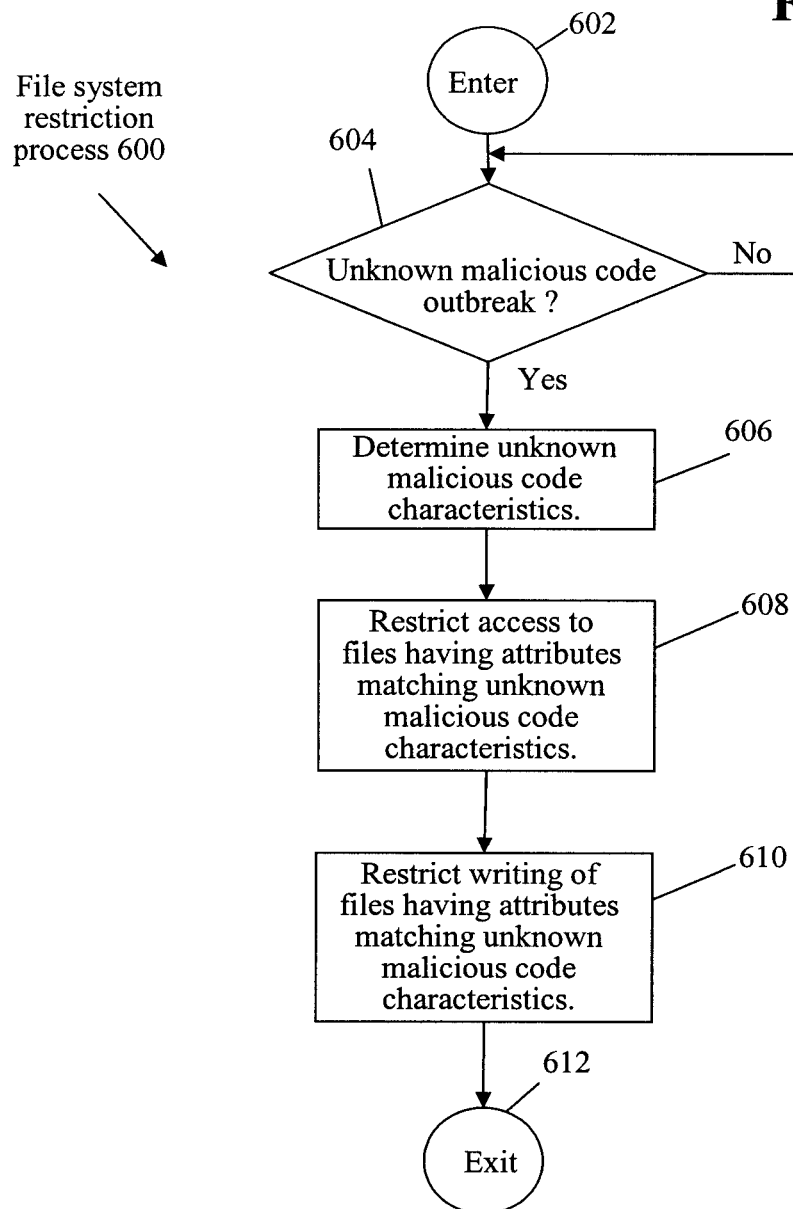 602
Enter
File system
restriction
process 600
604
Unknown malicious code
outbreak ?
No
Yes
606
Determine unknown
malicious code
characteristics.
608
Restrict access to
files having attributes
matching unknown
malicious code
characteristics.
610
Restrict writing of
files having attributes
matching unknown
malicious code
characteristics.
612
Exit